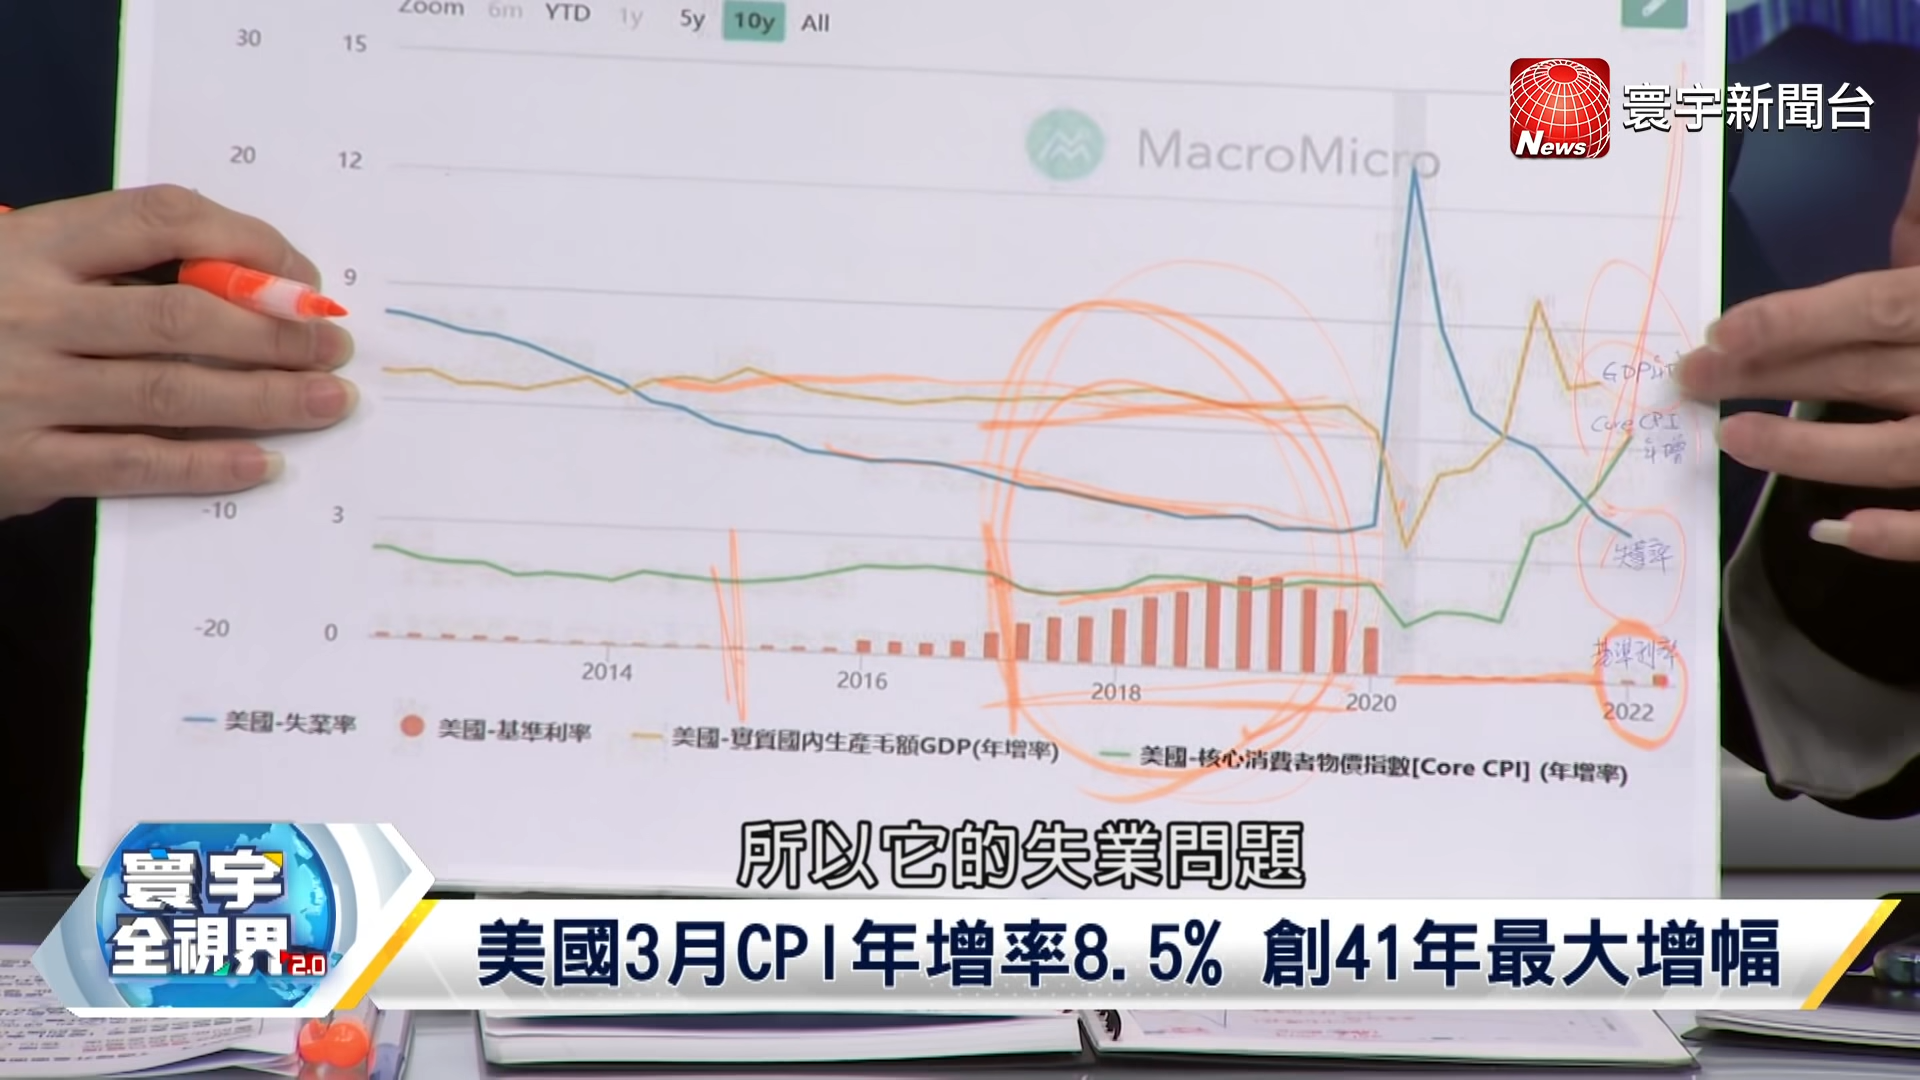 Zoom 6m YTD 1y 5y 10y All
30 15
20 12
9
-10 3
-20 0
MacroMicro
News
寰宇新聞台
Core CPI
年增
失業率
基準利率
2014 2016 2018 2020 2022
美國-失業率 美國-基準利率 美國-實質國內生產毛額GDP(年增率) 美國-核心消費者物價指數[Core CPI] (年增率)
所以它的失業問題
寰宇
全視界2.0
美國3月CPI年增率8.5% 創41年最大增幅